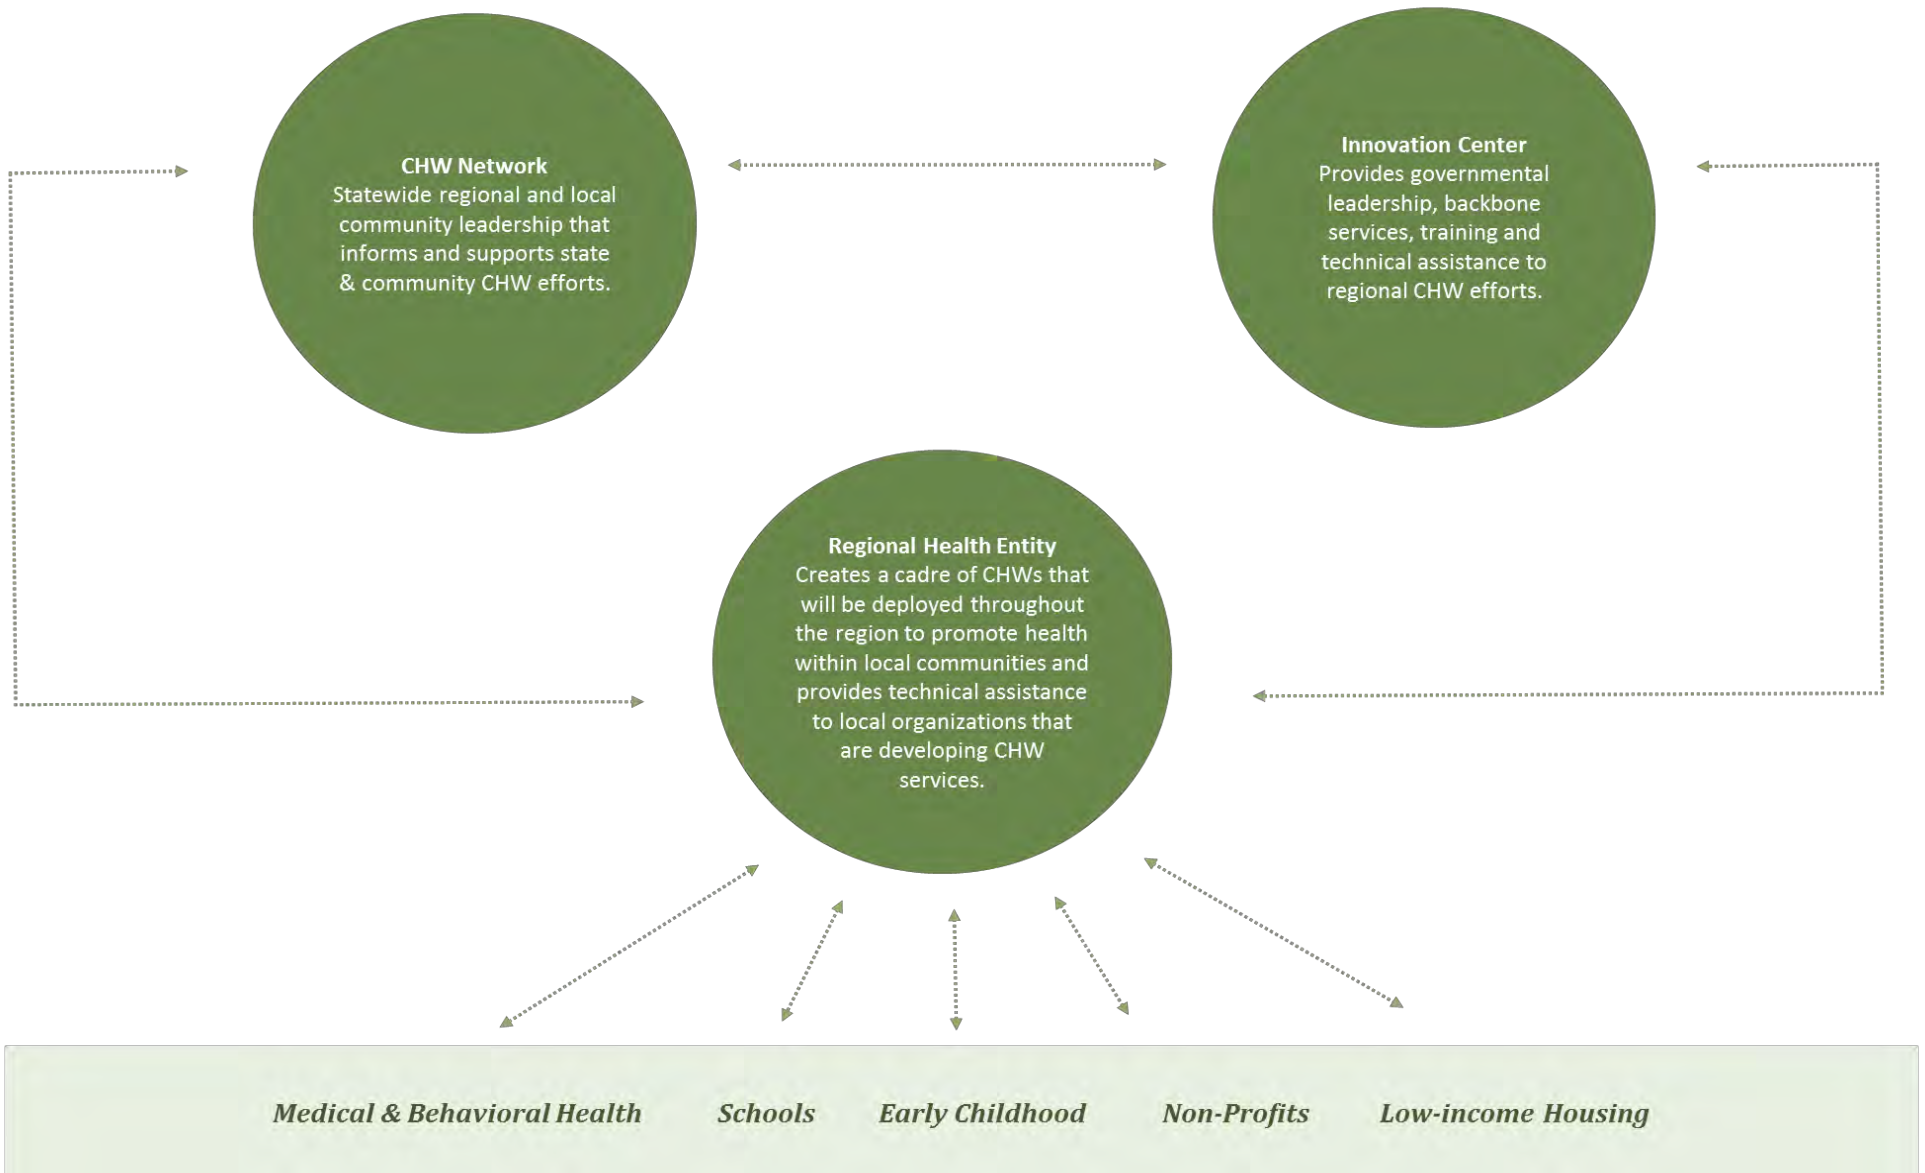 CHW Network
Statewide regional and local
community leadership that
informs and supports state
& community CHW efforts.
Innovation Center
Provides governmental
leadership, backbone
services, training and
technical assistance to
regional CHW efforts.
Regional Health Entity
Creates a cadre of CHWs that
will be deployed throughout
the region to promote health
within local communities and
provides technical assistance
to local organizations that
are developing CHW
services.
Medical & Behavioral Health Schools Early Childhood Non-Profits Low-income Housing